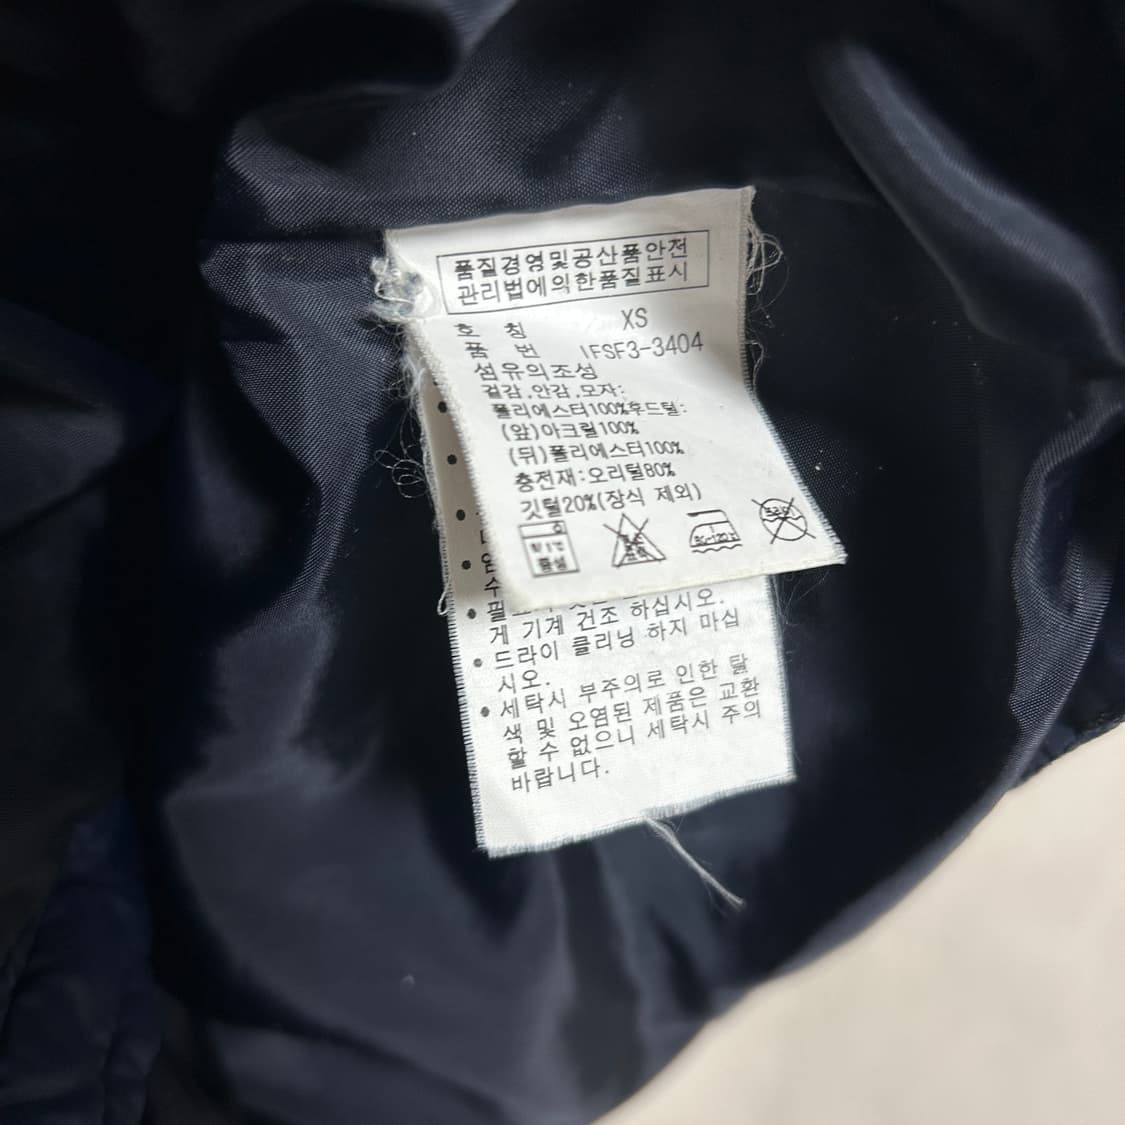 품질경영및공산품안전
관리법에의한품질표시
호 칭 XS
품 번 IFSF3-3404
섬유의조성
겉감,안감,모자:
폴리에스터100%후드털:
(앞)아크릴100%
(뒤)폴리에스터100%
충전재:오리털80%
깃털20%(장식 제외)
80~120℃
게 기계 건조 하십시오.
• 드라이 클리닝 하지 마십
시오.
• 세탁시 부주의로 인한 탈
색 및 오염된 제품은 교환
할 수 없으니 세탁시 주의
바랍니다.